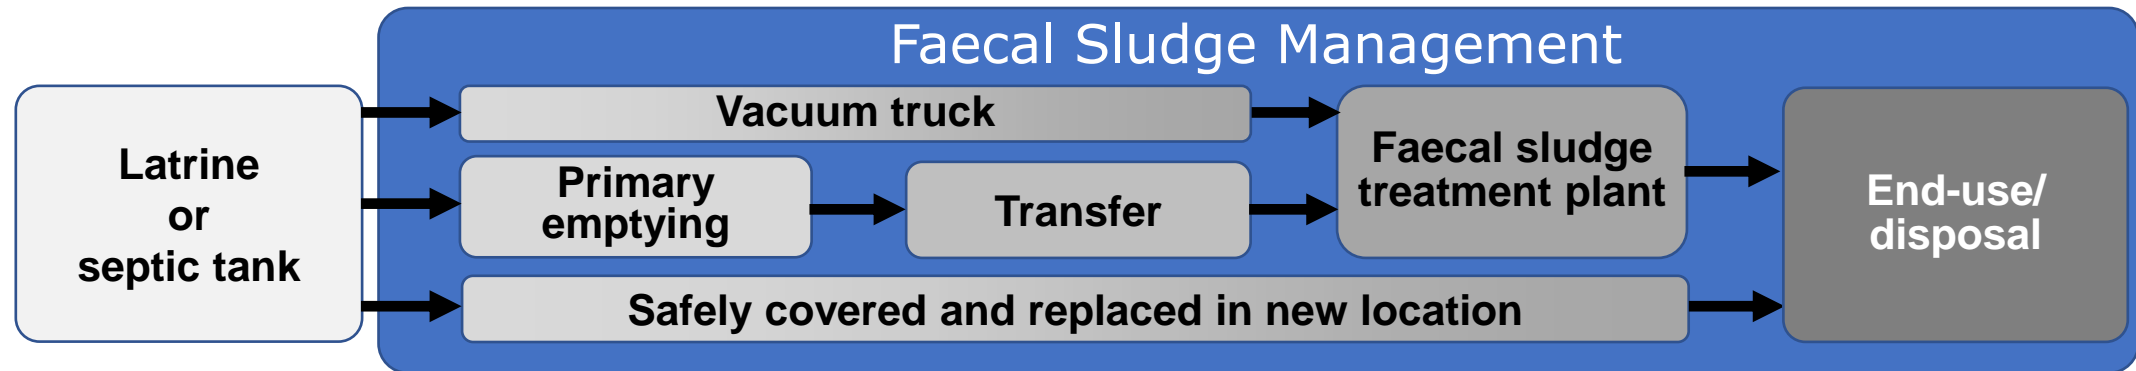 Faecal Sludge Management
Latrine
or
septic tank
Vacuum truck
Primary
emptying
Transfer
Faecal sludge
treatment plant
Safely covered and replaced in new location
End-use/
disposal